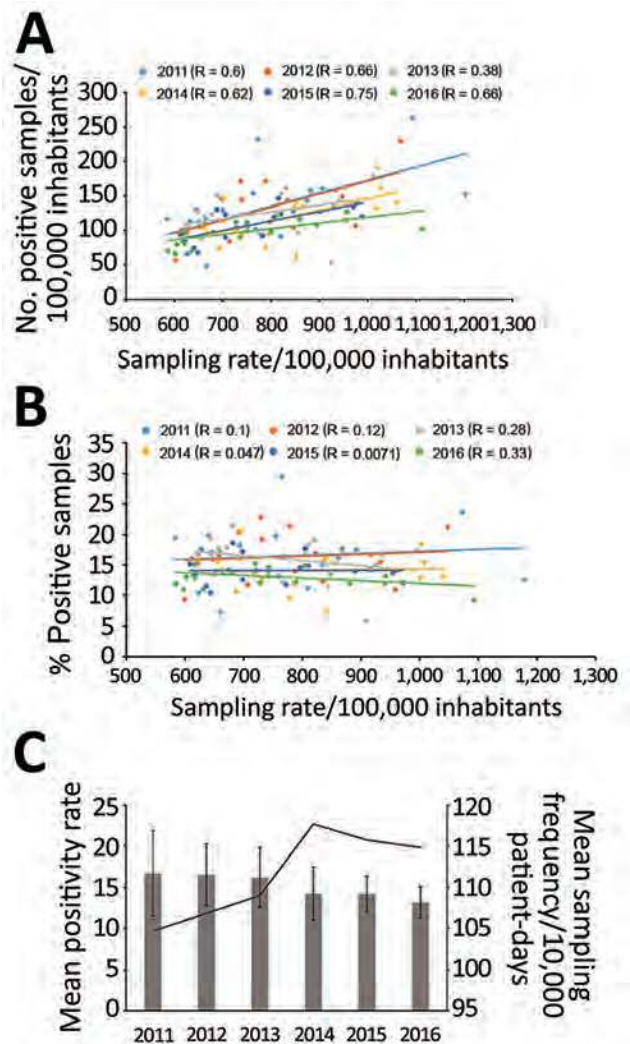 A
2011 (R = 0.6) 2012 (R = 0.66) 2013 (R = 0.38)
2014 (R = 0.62) 2015 (R = 0.75) 2016 (R = 0.66)
No. positive samples/
100,000 inhabitants
300
250
200
150
100
50
0
500 600 700 800 900 1,000 1,100 1,200 1,300
Sampling rate/100,000 inhabitants
B
2011 (R = 0.1) 2012 (R = 0.12) 2013 (R = 0.28)
2014 (R = 0.047) 2015 (R = 0.0071) 2016 (R = 0.33)
% Positive samples
35
30
25
20
15
10
5
0
500 600 700 800 900 1,000 1,100 1,200 1,300
Sampling rate/100,000 inhabitants
C
Mean positivity rate
25
20
15
10
5
0
120
115
110
105
100
95
Mean sampling
frequency/10,000
patient-days
2011 2012 2013 2014 2015 2016